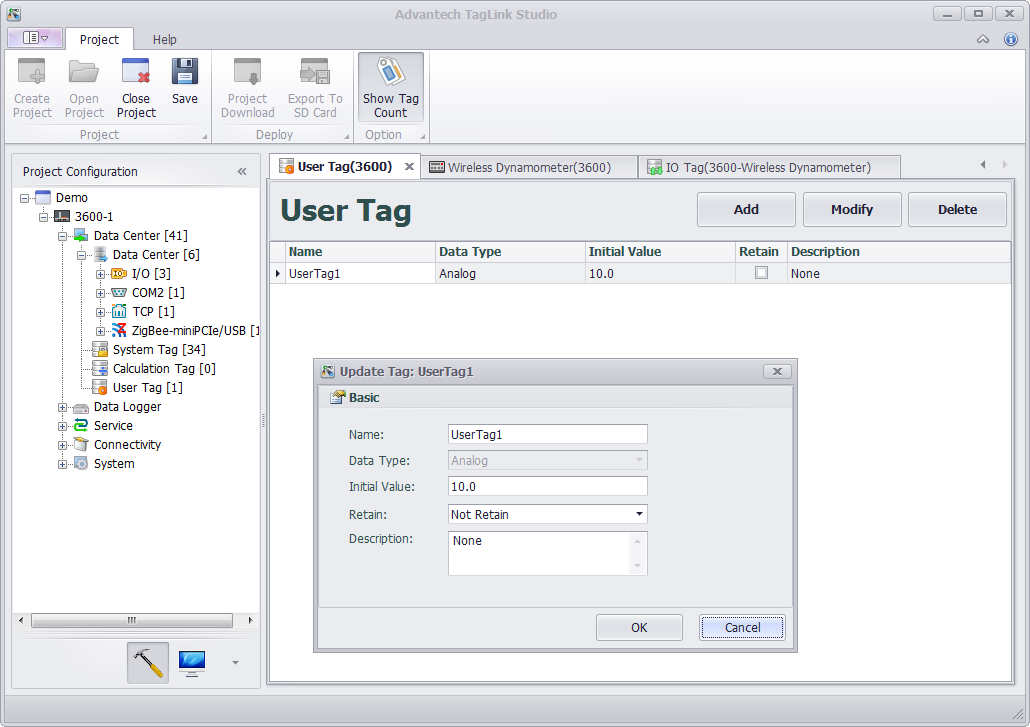 Advantech TagLink Studio
Project
Help
Create Project
Open Project
Close Project
Save
Project Download
Export To SD Card
Show Tag Count
Project
Deploy
Option
Project Configuration
Demo
3600-1
Data Center [41]
Data Center [6]
I/O [3]
COM2 [1]
TCP [1]
ZigBee-miniPCIe/USB [1
System Tag [34]
Calculation Tag [0]
User Tag [1]
Data Logger
Service
Connectivity
System
User Tag(3600)
Wireless Dynamometer(3600)
IO Tag(3600-Wireless Dynamometer)
User Tag
Add
Modify
Delete
Name Data Type Initial Value Retain Description
UserTag1 Analog 10.0 None
Update Tag: UserTag1
Basic
Name: UserTag1
Data Type: Analog
Initial Value: 10.0
Retain: Not Retain
Description: None
OK
Cancel